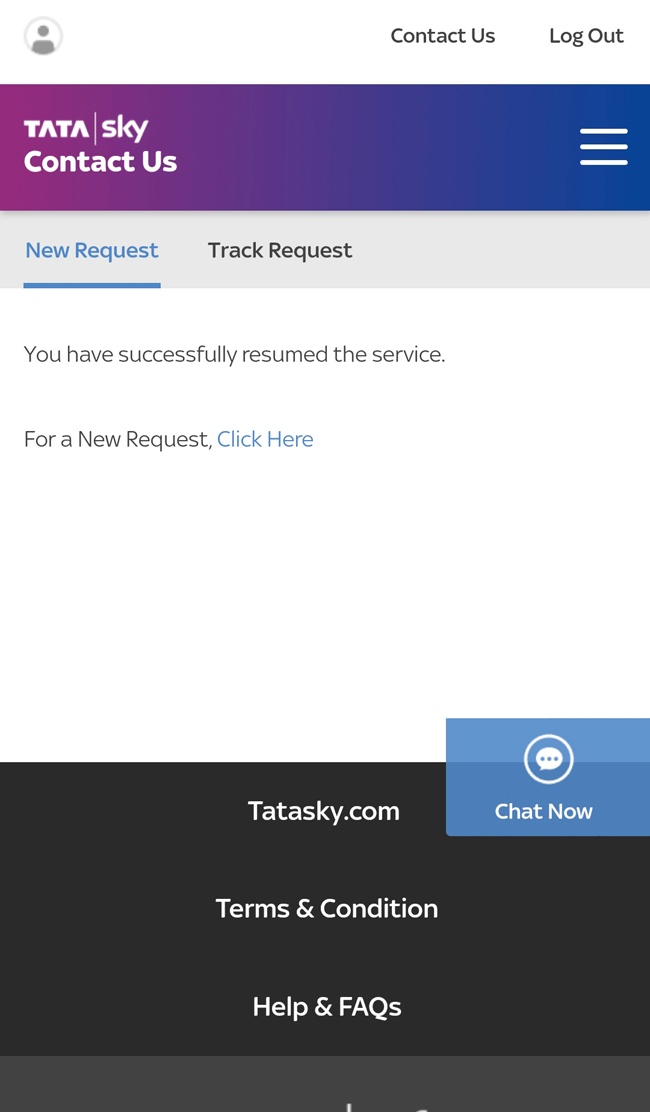 Contact Us
Log Out
TATA sky
Contact Us
New Request
Track Request
You have successfully resumed the service.
For a New Request, Click Here
Chat Now
Tatasky.com
Terms & Condition
Help & FAQs